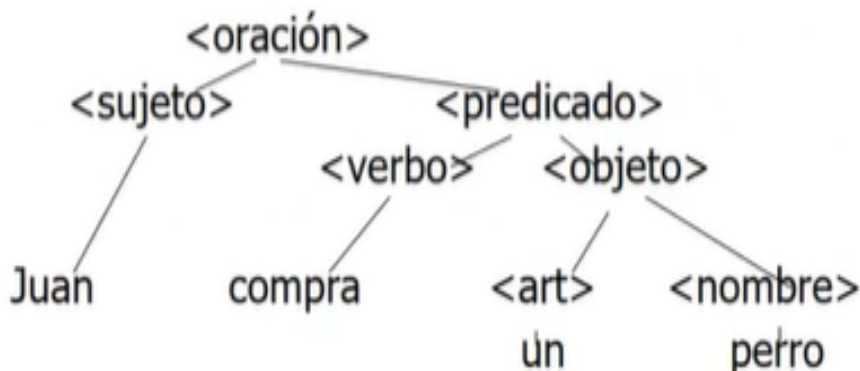 <oración>
<sujeto> <predicado>
<verbo> <objeto>
Juan compra <art> <nombre>
un perro